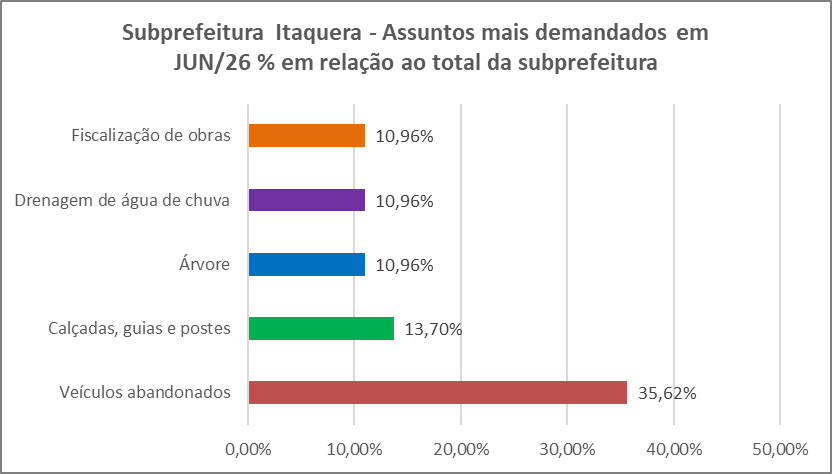 Subprefeitura Itaquera - Assuntos mais demandados em
JUN/26 % em relação ao total da subprefeitura
Fiscalização de obras 10,96%
Drenagem de água de chuva 10,96%
Árvore 10,96%
Calçadas, guias e postes 13,70%
Veículos abandonados 35,62%
0,00% 10,00% 20,00% 30,00% 40,00% 50,00%